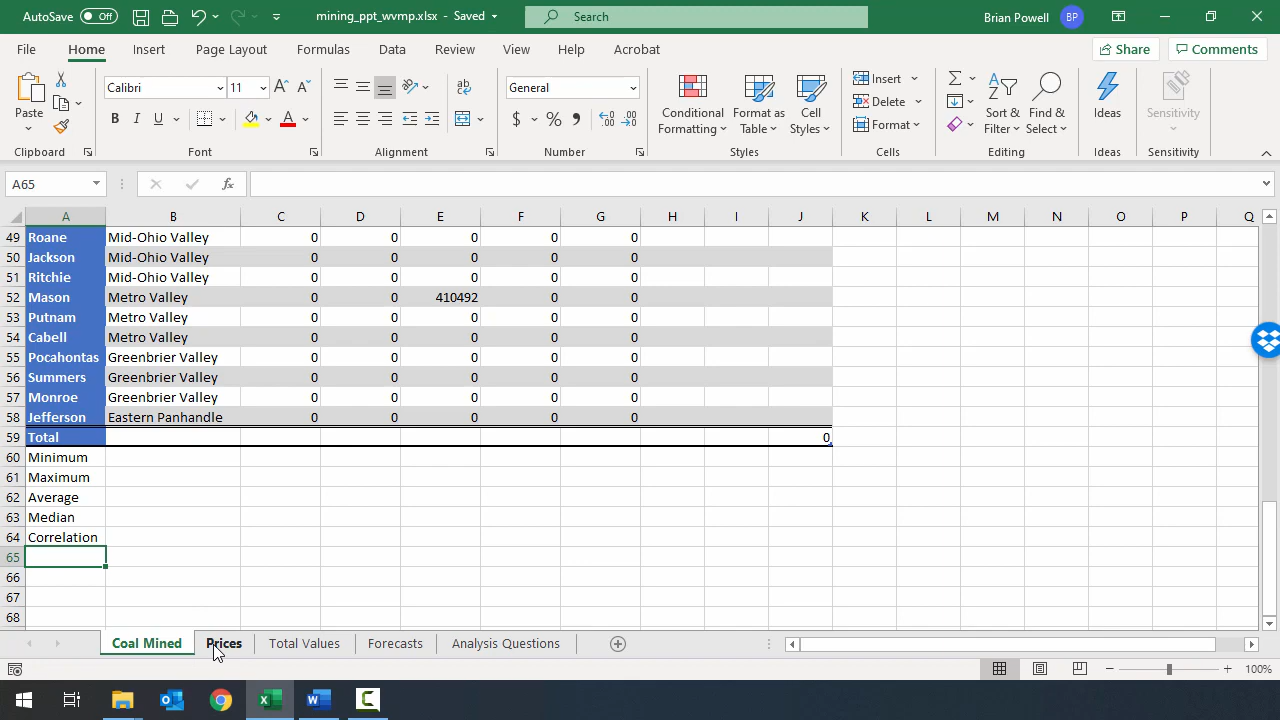 AutoSave Off mining_ppt_wvmp.xlsx - Saved Search Brian Powell BP
File Home Insert Page Layout Formulas Data Review View Help Acrobat Share Comments
Calibri 11 General Insert
Paste Conditional Formatting Format as Table Cell Styles Delete Sort & Filter Find & Select Ideas Sensitivity
B I U Format
Clipboard Font Alignment Number Styles Cells Editing Ideas Sensitivity
A65 fx
A B C D E F G H I J K L M N O P Q
49 Roane Mid-Ohio Valley 0 0 0 0 0
50 Jackson Mid-Ohio Valley 0 0 0 0 0
51 Ritchie Mid-Ohio Valley 0 0 0 0 0
52 Mason Metro Valley 0 0 410492 0 0
53 Putnam Metro Valley 0 0 0 0 0
54 Cabell Metro Valley 0 0 0 0 0
55 Pocahontas Greenbrier Valley 0 0 0 0 0
56 Summers Greenbrier Valley 0 0 0 0 0
57 Monroe Greenbrier Valley 0 0 0 0 0
58 Jefferson Eastern Panhandle 0 0 0 0 0
59 Total 0
60 Minimum
61 Maximum
62 Average
63 Median
64 Correlation
65
66
67
68
Coal Mined Prices Total Values Forecasts Analysis Questions
100%